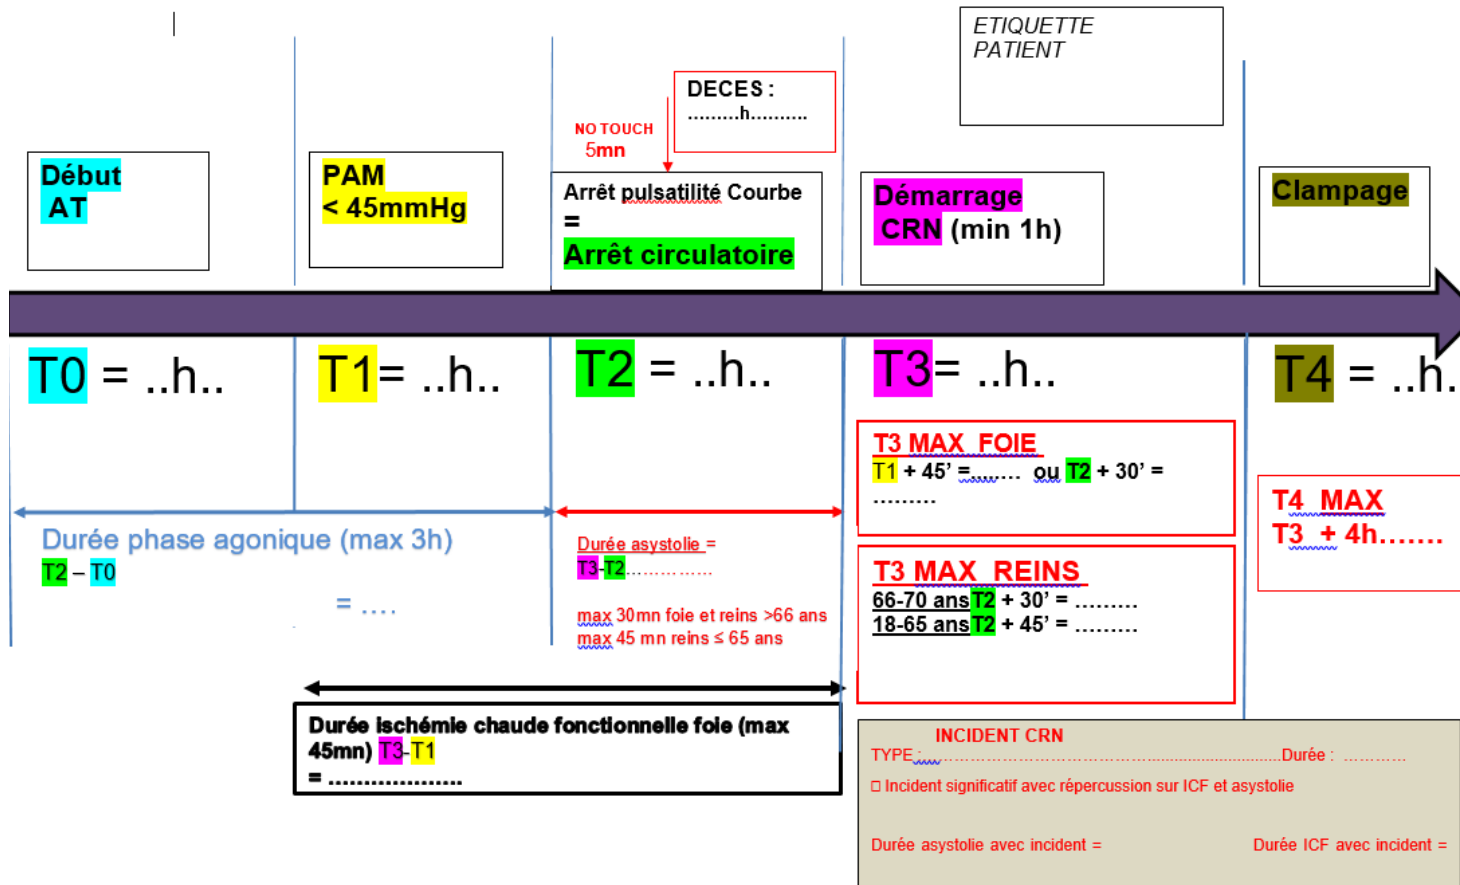 ETIQUETTE
PATIENT
DECES :
.........h..........
NO TOUCH
5mn
Début
AT
PAM
< 45mmHg
Arrêt pulsatilité Courbe
=
Arrêt circulatoire
Démarrage
CRN (min 1h)
Clampage
T0 = ..h..
T1= ..h..
T2 = ..h..
T3= ..h..
T4 = ..h.
T3 MAX FOIE
T1 + 45’ =........ ou T2 + 30’ =
.........
T4 MAX
T3 + 4h.......
Durée phase agonique (max 3h)
T2 – T0
= ....
Durée asystolie =
T3-T2................
max 30mn foie et reins >66 ans
max 45 mn reins ≤ 65 ans
T3 MAX REINS
66-70 ans T2 + 30’ = .........
18-65 ans T2 + 45’ = .........
Durée ischémie chaude fonctionnelle foie (max
45mn) T3-T1
= ...................
INCIDENT CRN
TYPE :...............................................................................Durée : ............
□ Incident significatif avec répercussion sur ICF et asystolie
Durée asystolie avec incident = Durée ICF avec incident =